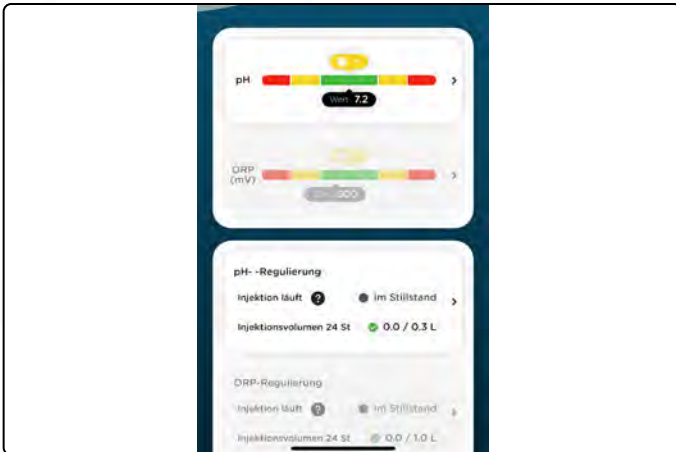 pH
Wert 7.2
ORP
(mV)
300
pH- -Regulierung
Injektion läuft ? im Stillstand
Injektionsvolumen 24 St 0.0 / 0.3 L
ORP-Regulierung
Injektion läuft ? im Stillstand
Injektionsvolumen 24 St 0.0 / 1.0 L